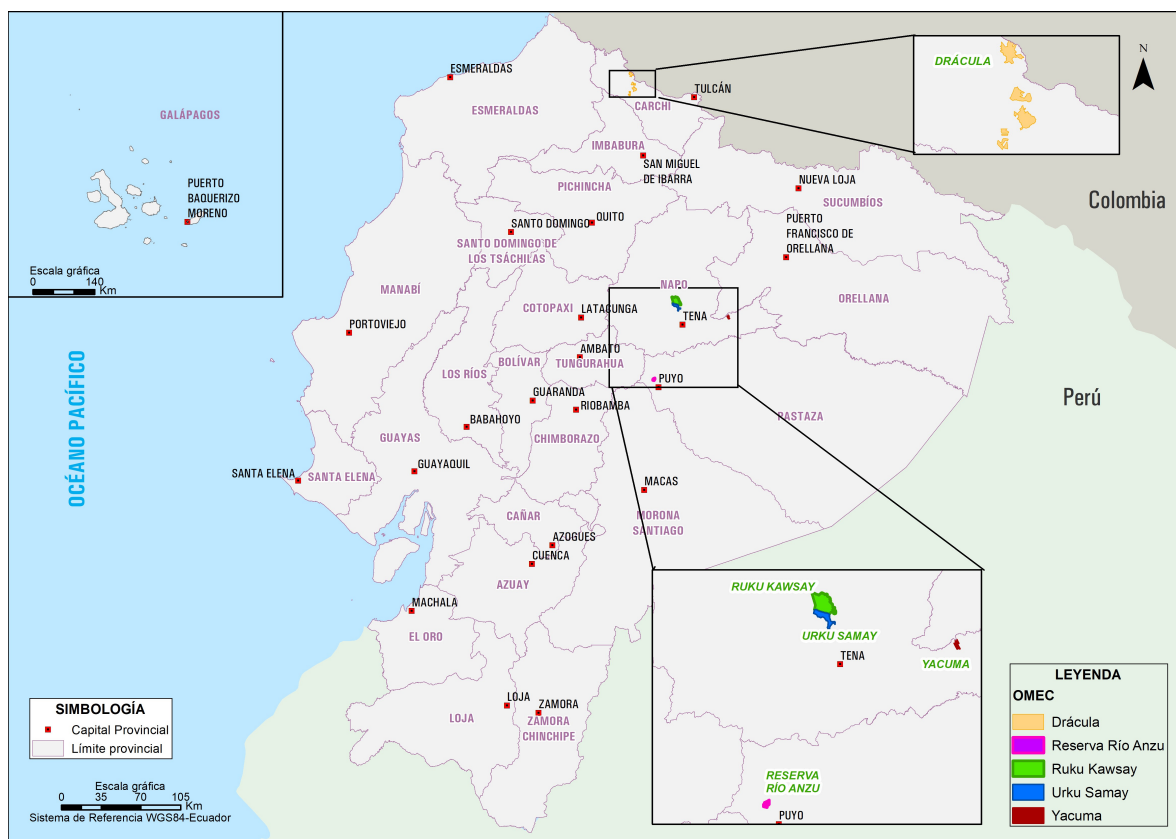 GALÁPAGOS
PUERTO
BAQUERIZO
MORENO
Escala gráfica
0 140
Km
ESMERALDAS
ESMERALDAS
TULCÁN
CARCHI
IMBABURA
SAN MIGUEL
DE IBARRA
PICHINCHA
DRÁCULA
N
NUEVA LOJA
SUCUMBÍOS
Colombia
QUITO
SANTO DOMINGO
SANTO DOMINGO DE
LOS TSÁCHILAS
PUERTO
FRANCISCO DE
ORELLANA
MANABÍ
NAPO
ORELLANA
COTOPAXI
LATACUNGA
TENA
PORTOVIEJO
AMBATO
BOLÍVAR
TUNGURAHUA
LOS RÍOS
PUYO
GUARANDA
RIOBAMBA
PASTAZA
Perú
BABAHOYO
GUAYAS
CHIMBORAZO
OCÉANO PACÍFICO
GUAYAQUIL
SANTA ELENA
SANTA ELENA
MACAS
MORONA
SANTIAGO
CAÑAR
AZOGUES
CUENCA
AZUAY
MACHALA
EL ORO
LOJA
LOJA
ZAMORA
ZAMORA
CHINCHIPE
RUKU KAWSAY
URKU SAMAY
TENA
YACUMA
RESERVA
RÍO ANZU
PUYO
SIMBOLOGÍA
Capital Provincial
Límite provincial
Escala gráfica
0 35 70 105
Km
Sistema de Referencia WGS84-Ecuador
LEYENDA
OMEC
Drácula
Reserva Río Anzu
Ruku Kawsay
Urku Samay
Yacuma